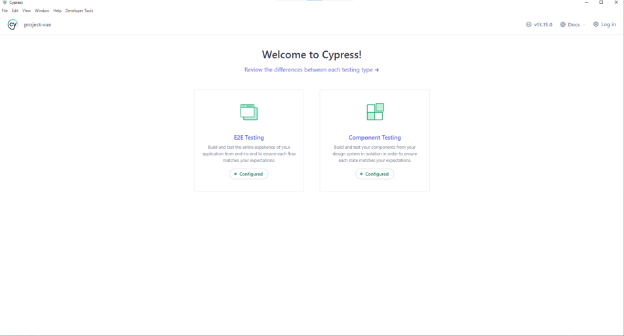 Cypress
File Edit View Window Help Developer Tools
cy project-vue v13.15.0 Docs Log in
Welcome to Cypress!
Review the differences between each testing type →
E2E Testing
Build and test the entire experience of your
application from end-to-end to ensure each flow
matches your expectations.
Configured
Component Testing
Build and test your components from your
design system in isolation in order to ensure
each state matches your expectations.
Configured